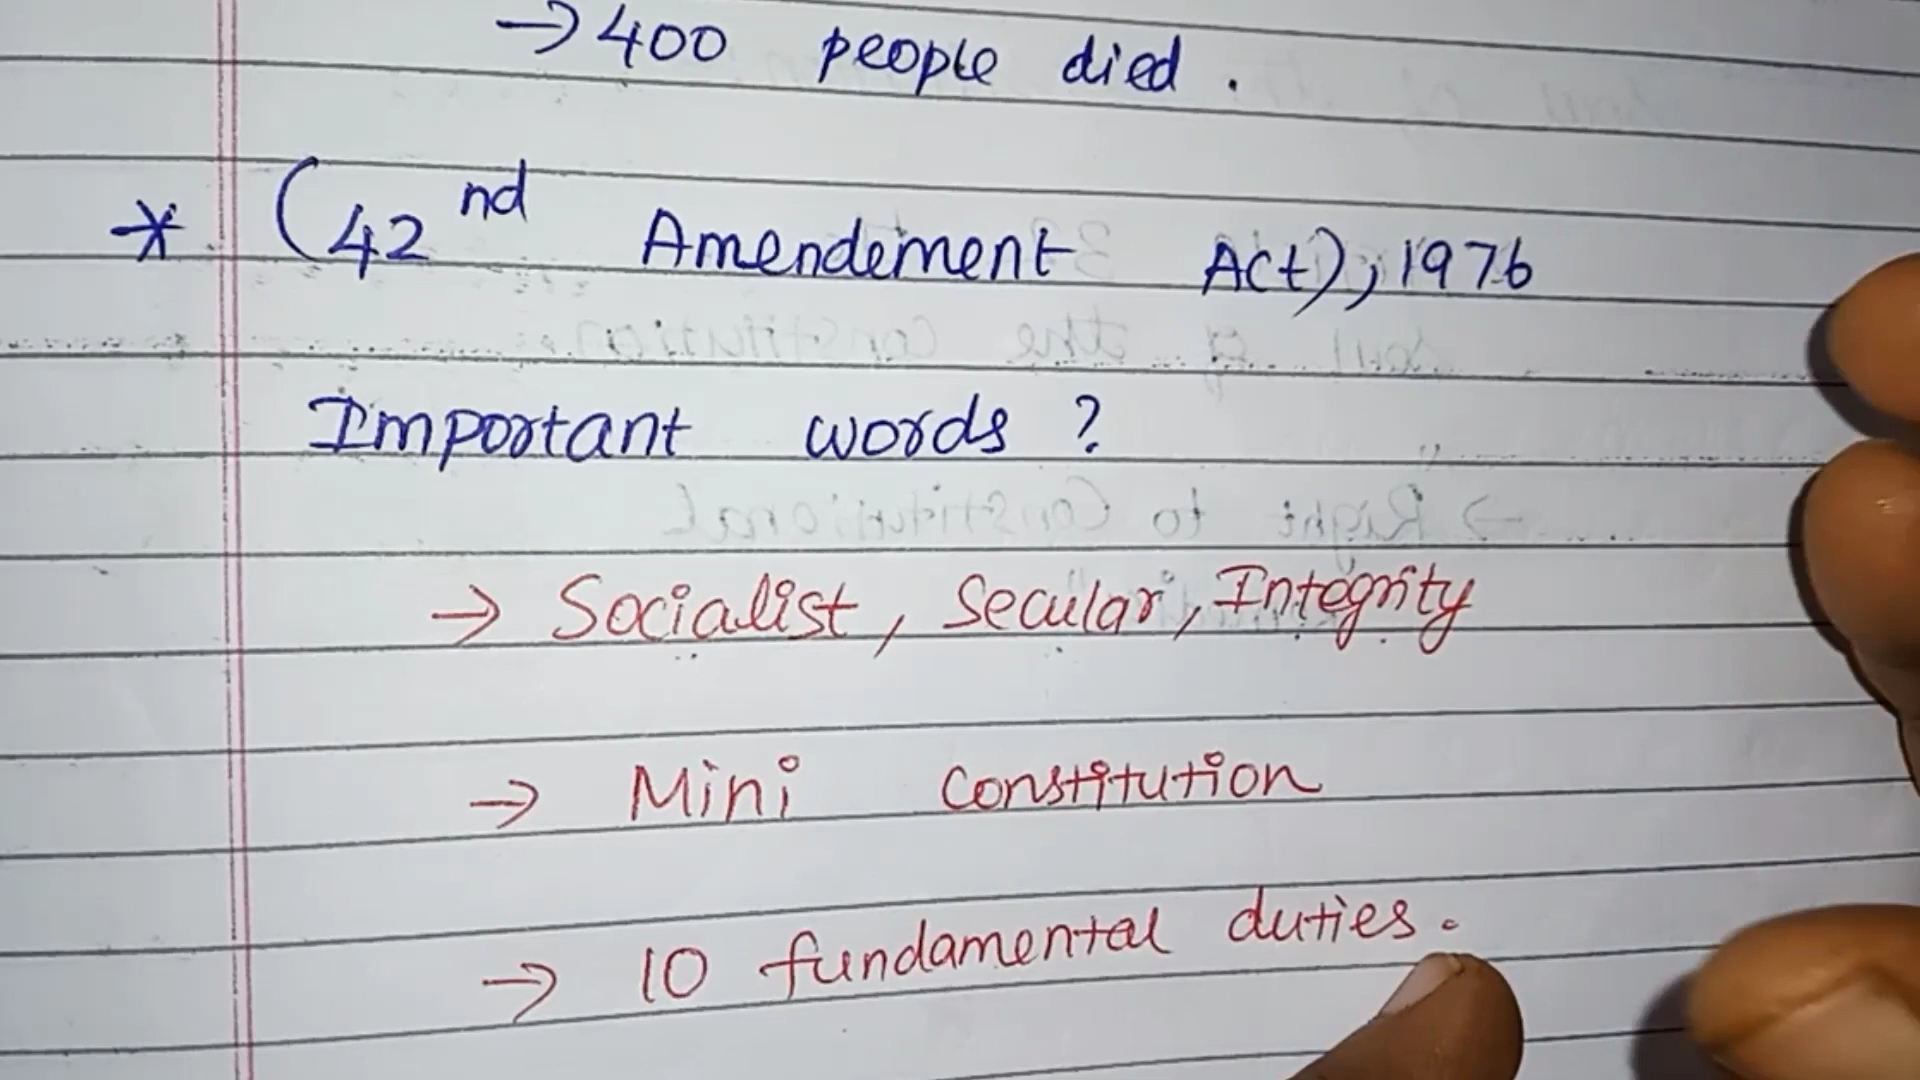 → 400 people died.
* (42nd Amendement Act), 1976
Important words ?
→ Socialist, Secular, Integrity
→ Mini Constitution
→ 10 fundamental duties.